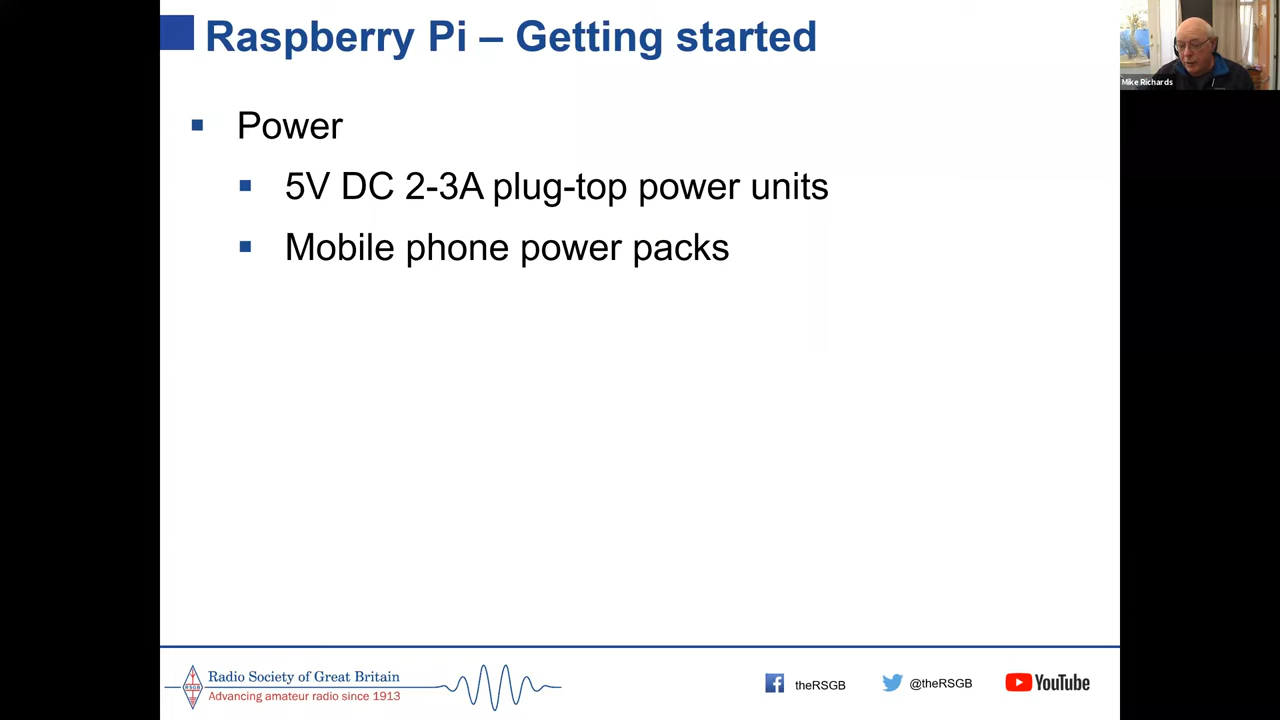 Raspberry Pi – Getting started
Mike Richards
Power
5V DC 2-3A plug-top power units
Mobile phone power packs
RSGB
Radio Society of Great Britain
Advancing amateur radio since 1913
theRSGB
@theRSGB
YouTube